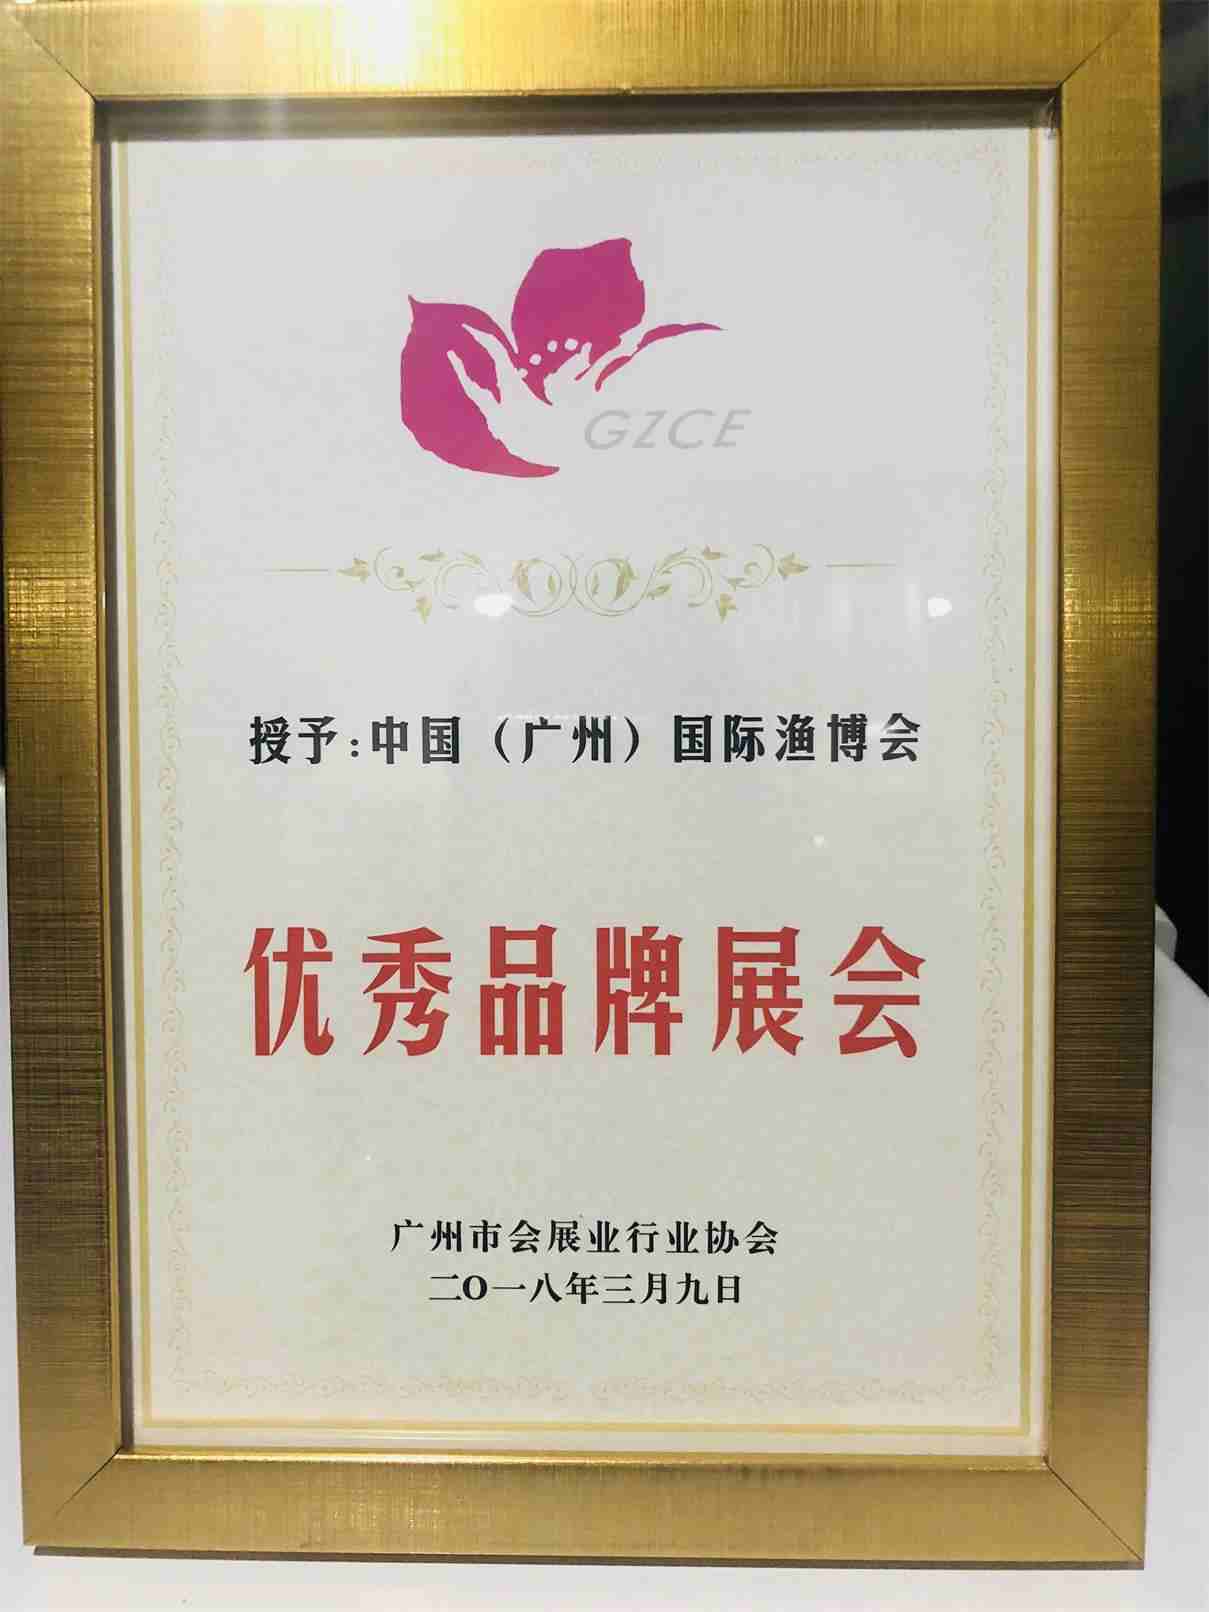 GZCE
授予:中国（广州）国际渔博会
优秀品牌展会
广州市会展业行业协会
二〇一八年三月九日